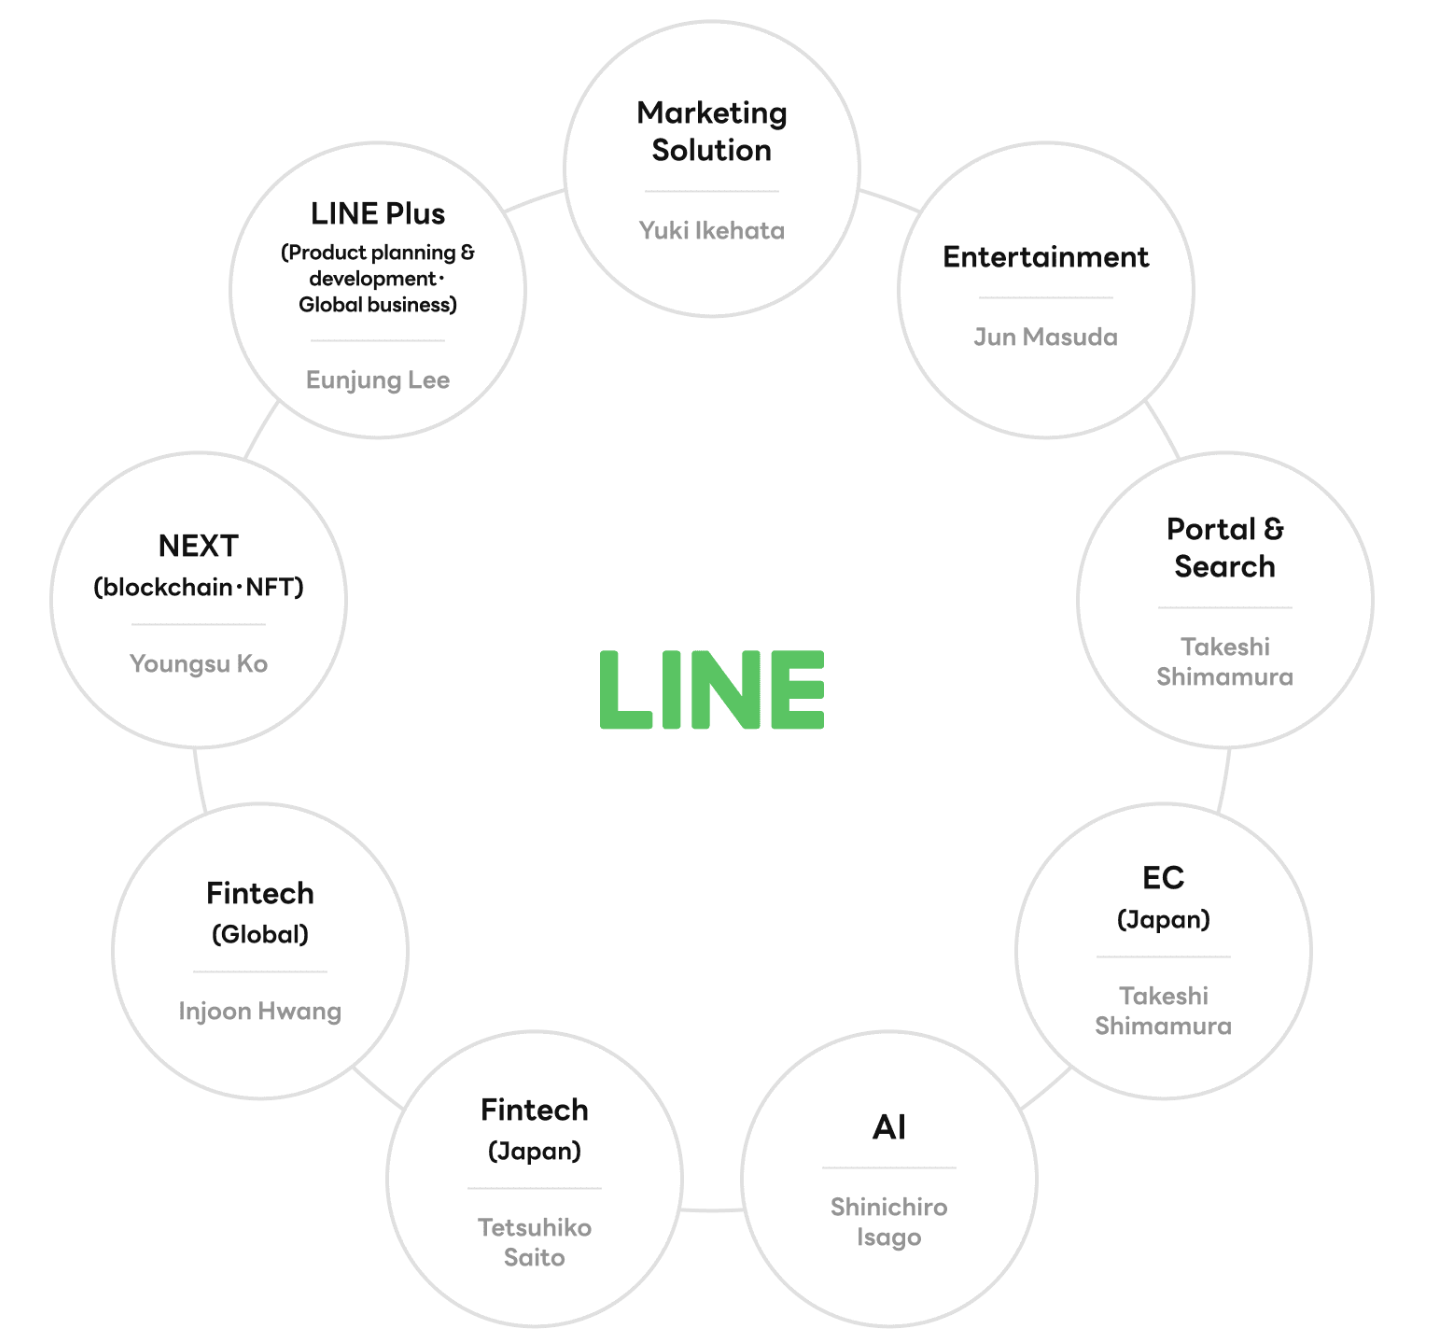 Marketing
Solution
Yuki Ikehata
Entertainment
Jun Masuda
Portal &
Search
Takeshi
Shimamura
EC
(Japan)
Takeshi
Shimamura
AI
Shinichiro
Isago
Fintech
(Japan)
Tetsuhiko
Saito
Fintech
(Global)
Injoon Hwang
NEXT
(blockchain・NFT)
Youngsu Ko
LINE Plus
(Product planning &
development・
Global business)
Eunjung Lee
LINE